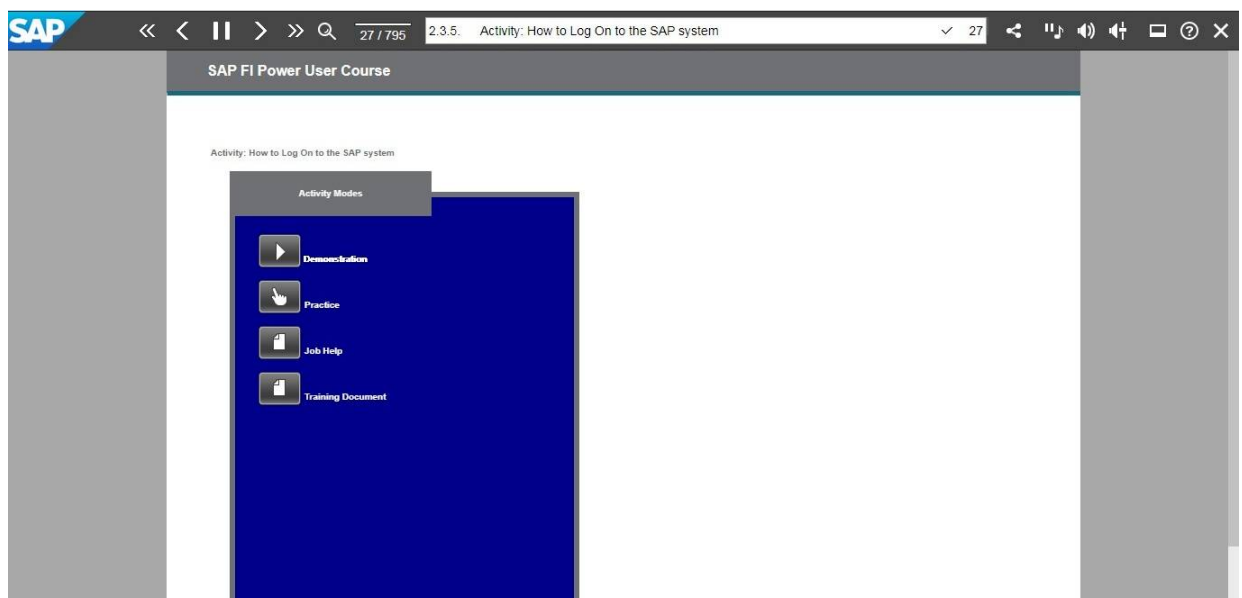 SAP
27 / 795
2.3.5. Activity: How to Log On to the SAP system
27
SAP FI Power User Course
Activity: How to Log On to the SAP system
Activity Modes
Demonstration
Practice
Job Help
Training Document